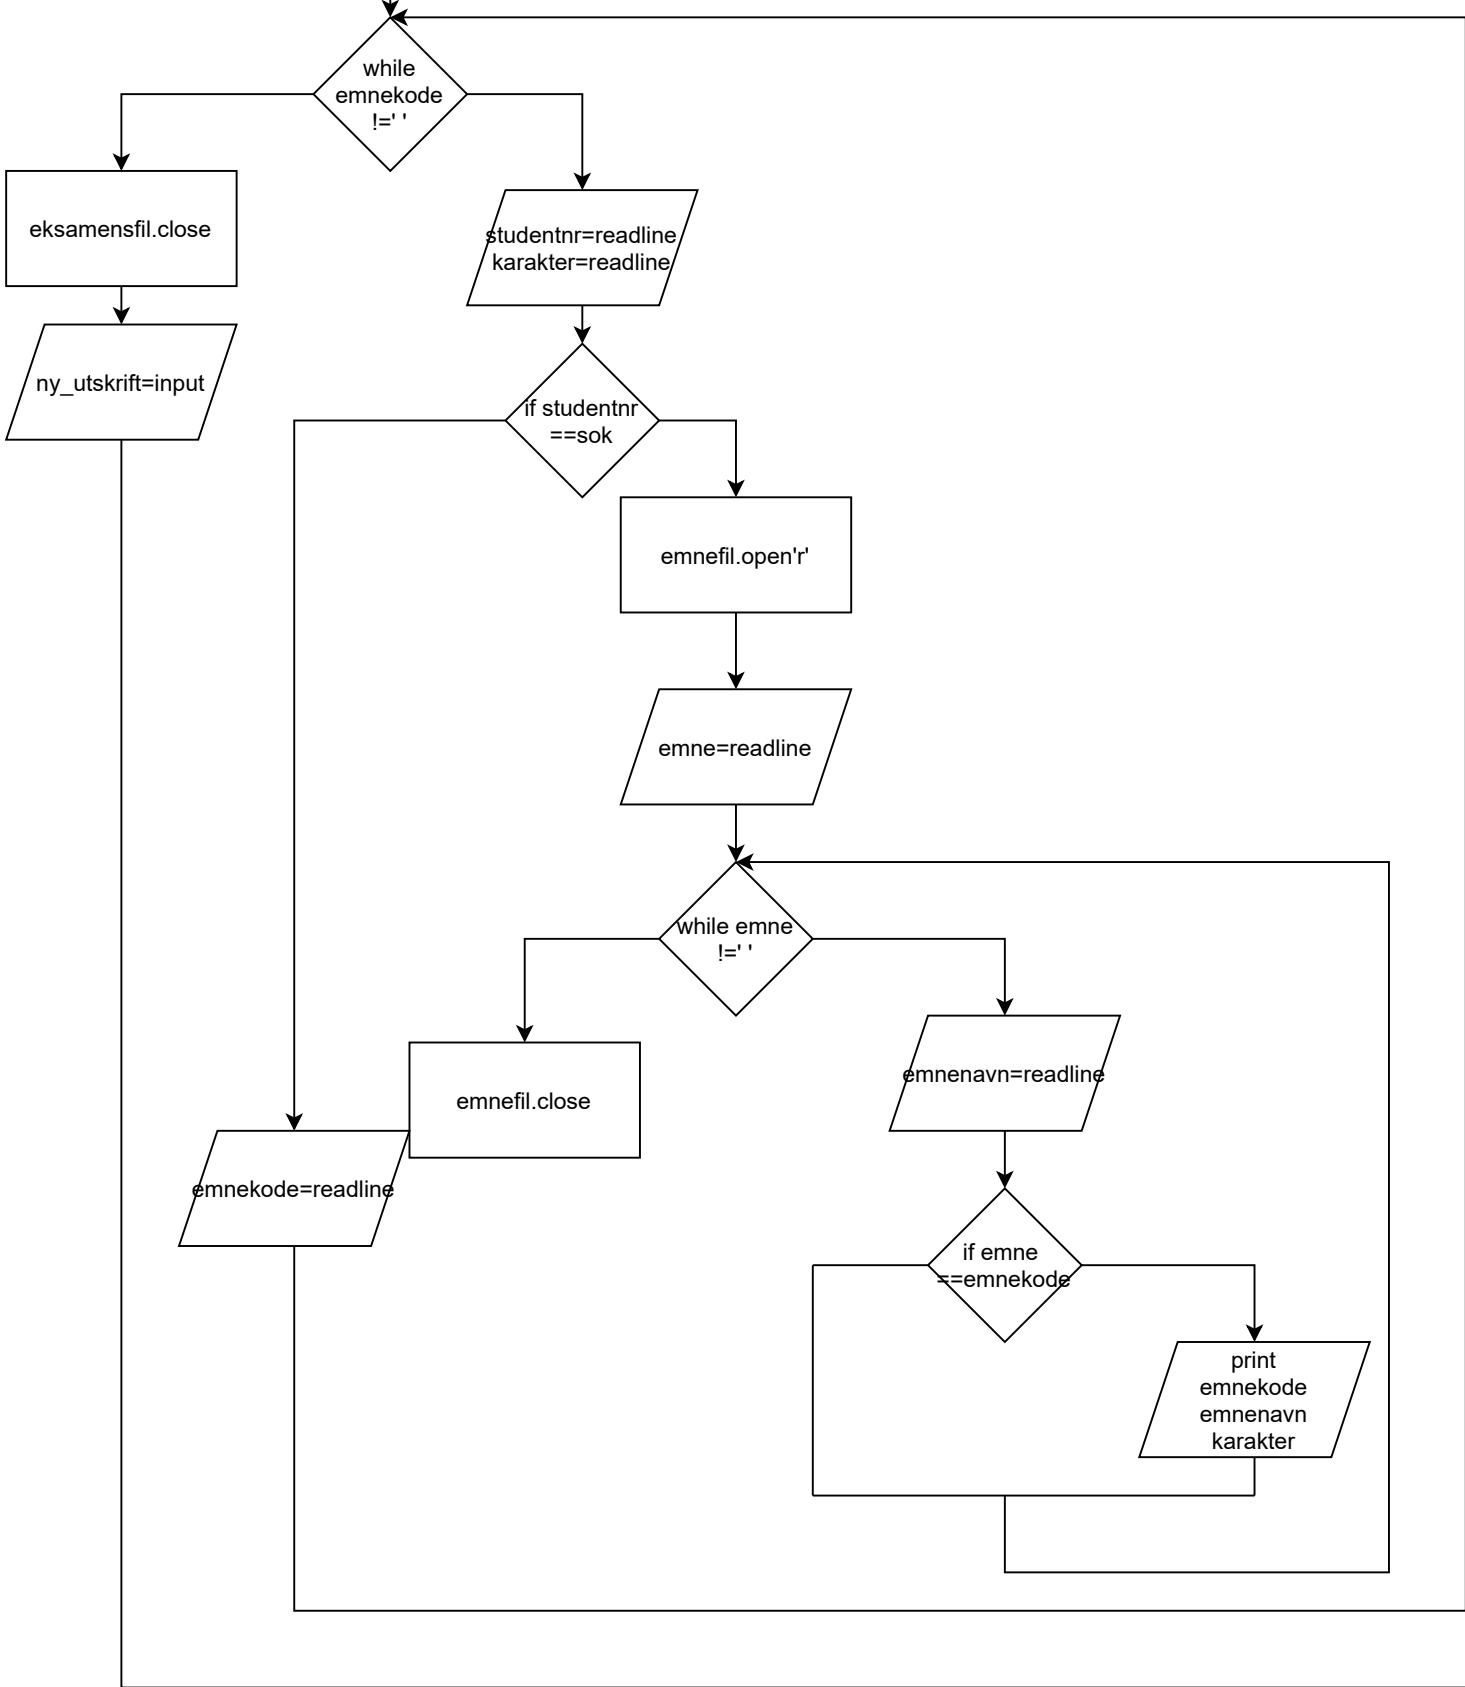 while
emnekode
!=' '
eksamensfil.close
studentnr=readline
karakter=readline
ny_utskrift=input
if studentnr
==sok
emnefil.open'r'
emne=readline
while emne
!=' '
emnenavn=readline
emnefil.close
emnekode=readline
if emne
==emnekode
print
emnekode
emnenavn
karakter